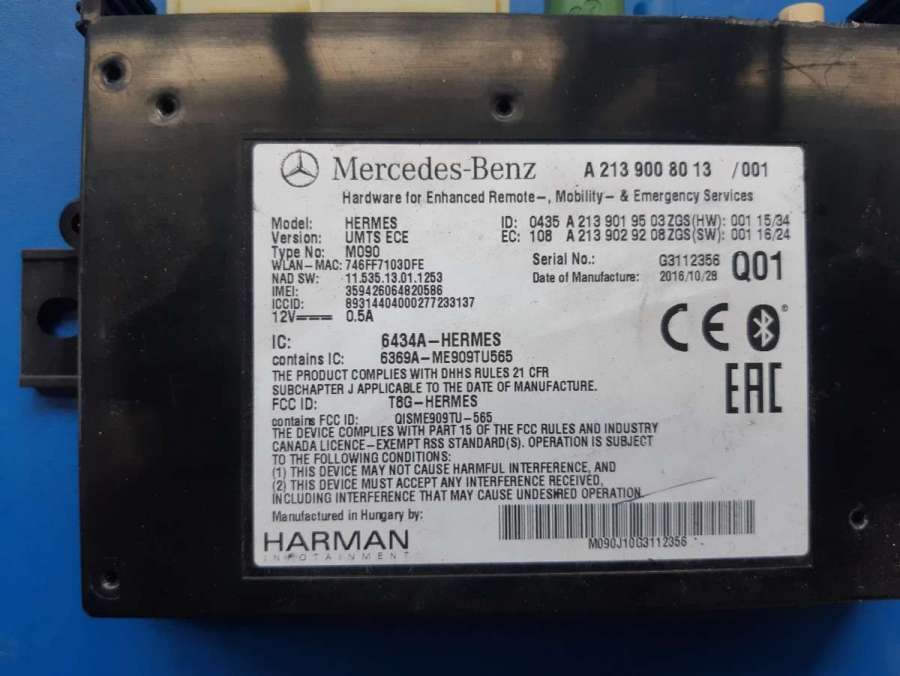 Mercedes-Benz A 213 900 80 13 /001
Hardware for Enhanced Remote-, Mobility- & Emergency Services
Model: HERMES ID: 0435 A 213 901 95 03 ZGS(HW): 001 15/34
Version: UMTS ECE EC: 108 A 213 902 92 08 ZGS(SW): 001 16/24
Type No: M090
WLAN-MAC: 746FF7103DFE Serial No.: G3112356 Q01
NAD SW: 11.535.13.01.1253 Date of Manufacture: 2016/10/28
IMEI: 359426064820586
ICCID: 89314404000277233137
12V 0.5A
CE
IC: 6434A-HERMES
contains IC: 6369A-ME909TU565
THE PRODUCT COMPLIES WITH DHHS RULES 21 CFR
SUBCHAPTER J APPLICABLE TO THE DATE OF MANUFACTURE.
EAC
FCC ID: T8G-HERMES
contains FCC ID: QISME909TU-565
THE DEVICE COMPLIES WITH PART 15 OF THE FCC RULES AND INDUSTRY
CANADA LICENCE-EXEMPT RSS STANDARD(S). OPERATION IS SUBJECT
TO THE FOLLOWING CONDITIONS:
(1) THIS DEVICE MAY NOT CAUSE HARMFUL INTERFERENCE, AND
(2) THIS DEVICE MUST ACCEPT ANY INTERFERENCE RECEIVED,
INCLUDING INTERFERENCE THAT MAY CAUSE UNDESIRED OPERATION.
Manufactured in Hungary by:
HARMAN
INFOTAINMENT
M090J10G3112356